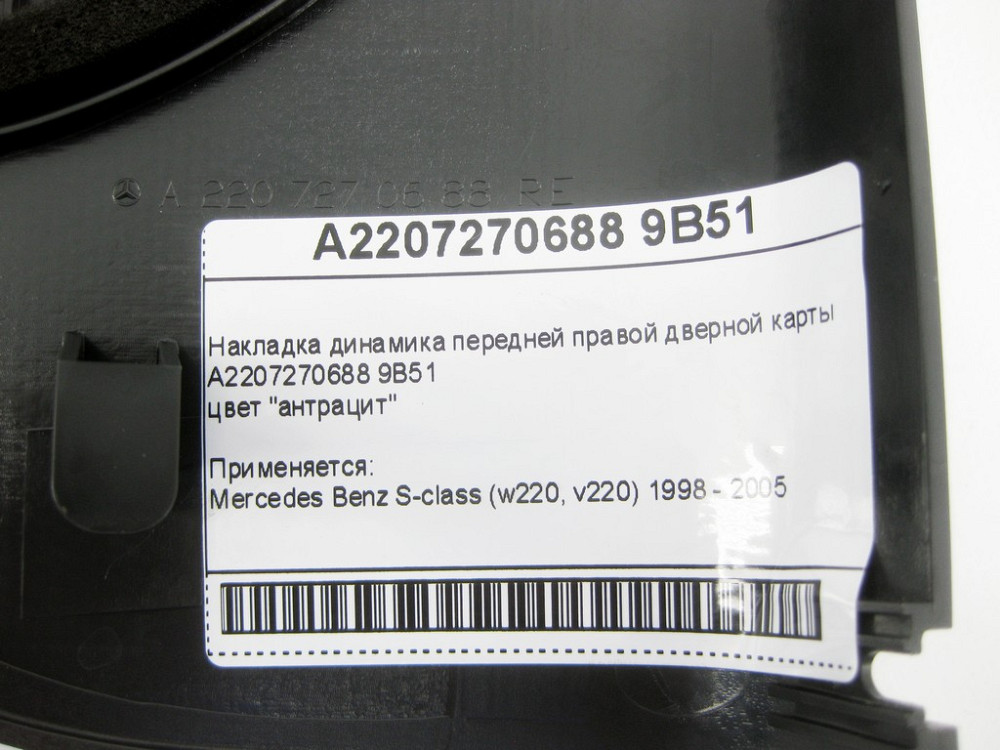 A 220 727 06 88 RE
A2207270688 9B51
Накладка динамика передней правой дверной карты
A2207270688 9B51
цвет "антрацит"
Применяется:
Mercedes Benz S-class (w220, v220) 1998 - 2005